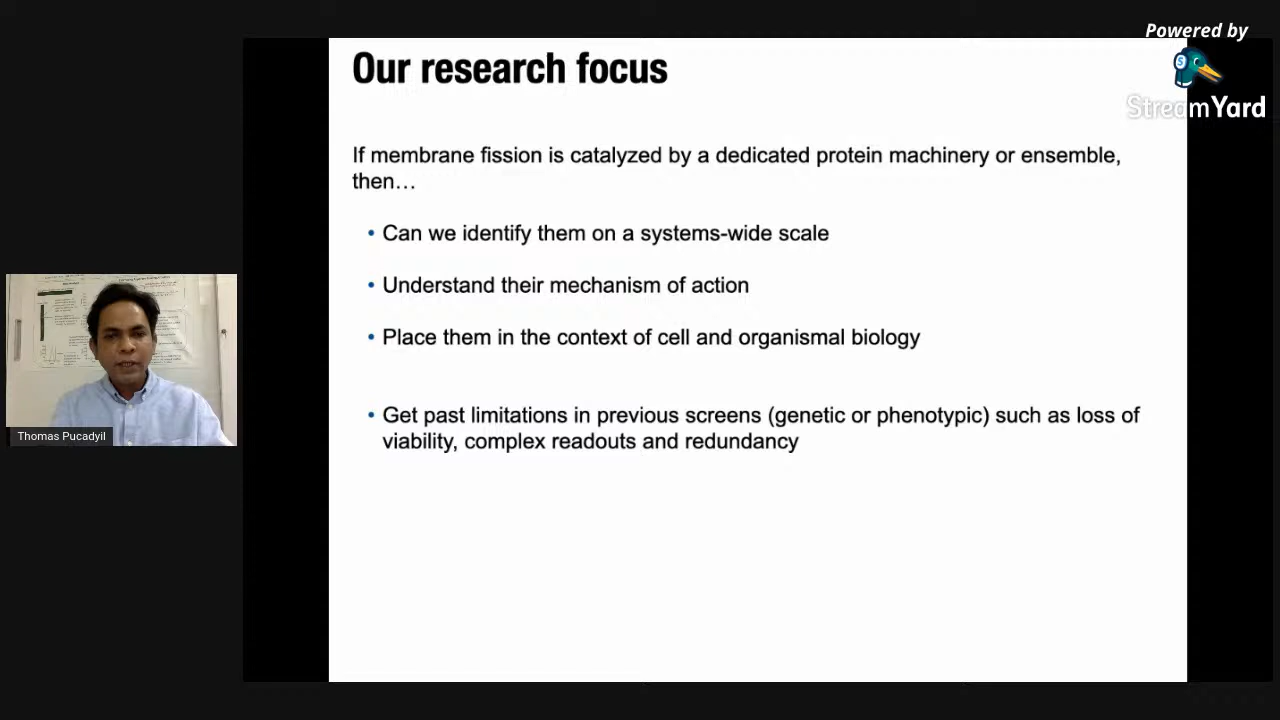 Powered by
StreamYard
Our research focus
If membrane fission is catalyzed by a dedicated protein machinery or ensemble,
then…
• Can we identify them on a systems-wide scale
• Understand their mechanism of action
• Place them in the context of cell and organismal biology
• Get past limitations in previous screens (genetic or phenotypic) such as loss of
viability, complex readouts and redundancy
Thomas Pucadyil